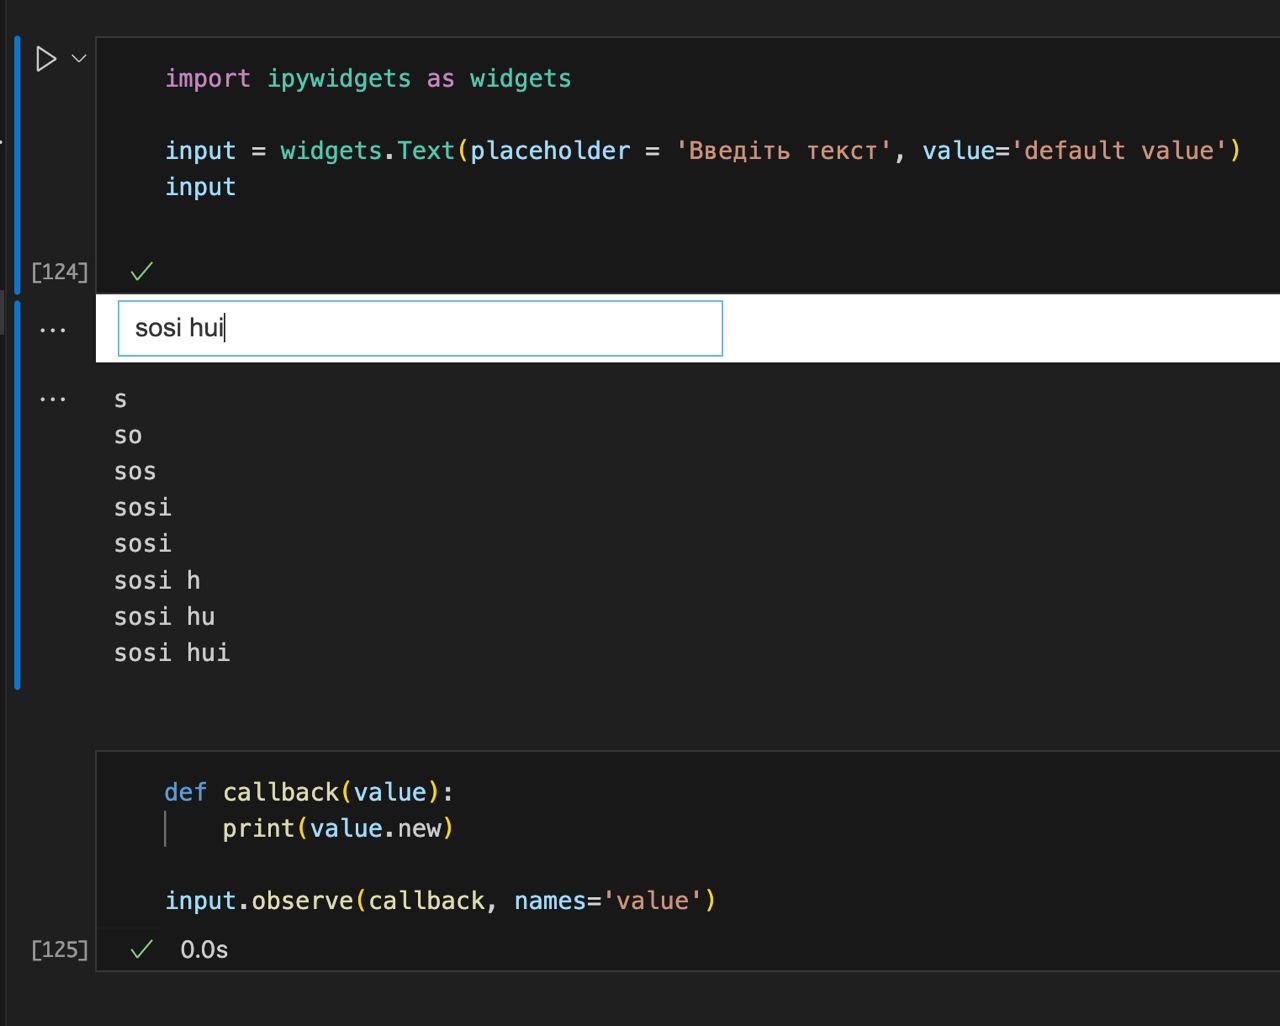 import ipywidgets as widgets
input = widgets.Text(placeholder = 'Введіть текст', value='default value')
input
[124]
sosi hui
s
so
sos
sosi
sosi
sosi h
sosi hu
sosi hui
def callback(value):
print(value.new)
input.observe(callback, names='value')
[125] 0.0s